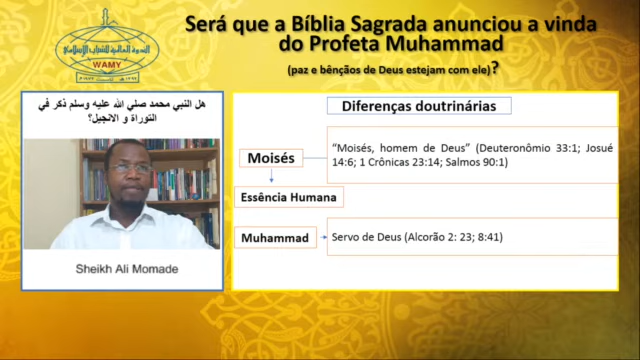 Será que a Bíblia Sagrada anunciou a vinda
do Profeta Muhammad
(paz e bênçãos de Deus estejam com ele)?
WAMY
هل النبي محمد صلي الله عليه وسلم ذكر في
التوراة و الانجيل؟
Sheikh Ali Momade
Diferenças doutrinárias
Moisés
“Moisés, homem de Deus” (Deuteronômio 33:1; Josué
14:6; 1 Crônicas 23:14; Salmos 90:1)
Essência Humana
Muhammad
Servo de Deus (Alcorão 2: 23; 8:41)